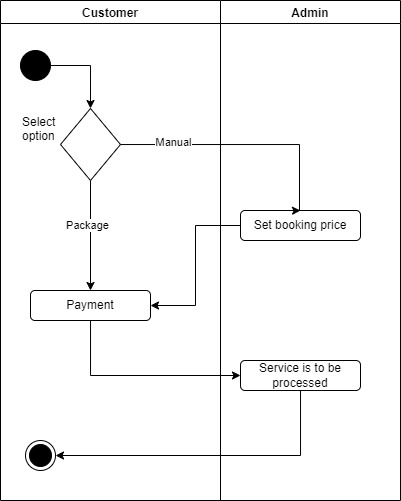 Customer
Admin
Select
option
Manual
Package
Set booking price
Payment
Service is to be
processed